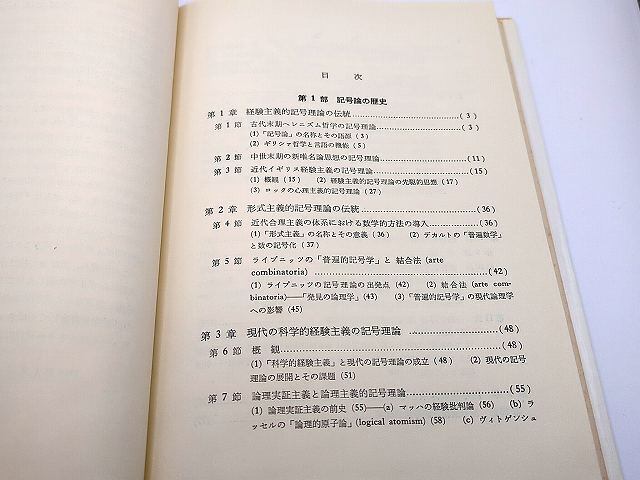 目 次
第1部 記号論の歴史
第1章 経験主義的記号理論の伝統……(3)
第1節 古代末期ヘレニズム哲学の記号理論……(3)
(1)「記号論」の名称とその語源(3)
(2) ギリシャ哲学と言語の機能(5)
第2節 中世末期の新唯名論思想の記号理論……(11)
第3節 近代イギリス経験主義の記号理論……(15)
(1) 概観(15) (2) 経験主義的記号理論の先駆的思想(17)
(3) ロックの心理主義的記号理論(27)
第2章 形式主義的記号理論の伝統……(36)
第4節 近代合理主義の体系における数学的方法の導入……(36)
(1)「形式主義」の名称とその意義(36) (2) デカルトの「普遍数学」
と数の記号化(37)
第5節 ライプニッツの「普遍的記号学」と 結合法 (arte
combinatoria)……(42)
(1) ライプニッツの記号理論の出発点(42) (2) 結合法 (arte com-
binatoria)――「発見の論理学」(43) (3)「普遍的記号学」の現代論理学
への影響(45)
第3章 現代の科学的経験主義の記号理論……(48)
第6節 概 観……(48)
(1)「科学的経験主義」と現代の記号理論の成立(48) (2) 現代の記号
理論の展開とその課題(51)
第7節 論理実証主義と論理主義的記号理論……(55)
(1) 論理実証主義の前史(55)――(a) マッハの経験批判論(56) (b) ラ
ッセルの「論理的原子論」(logical atomism)(58) (c) ヴィトゲンシュ